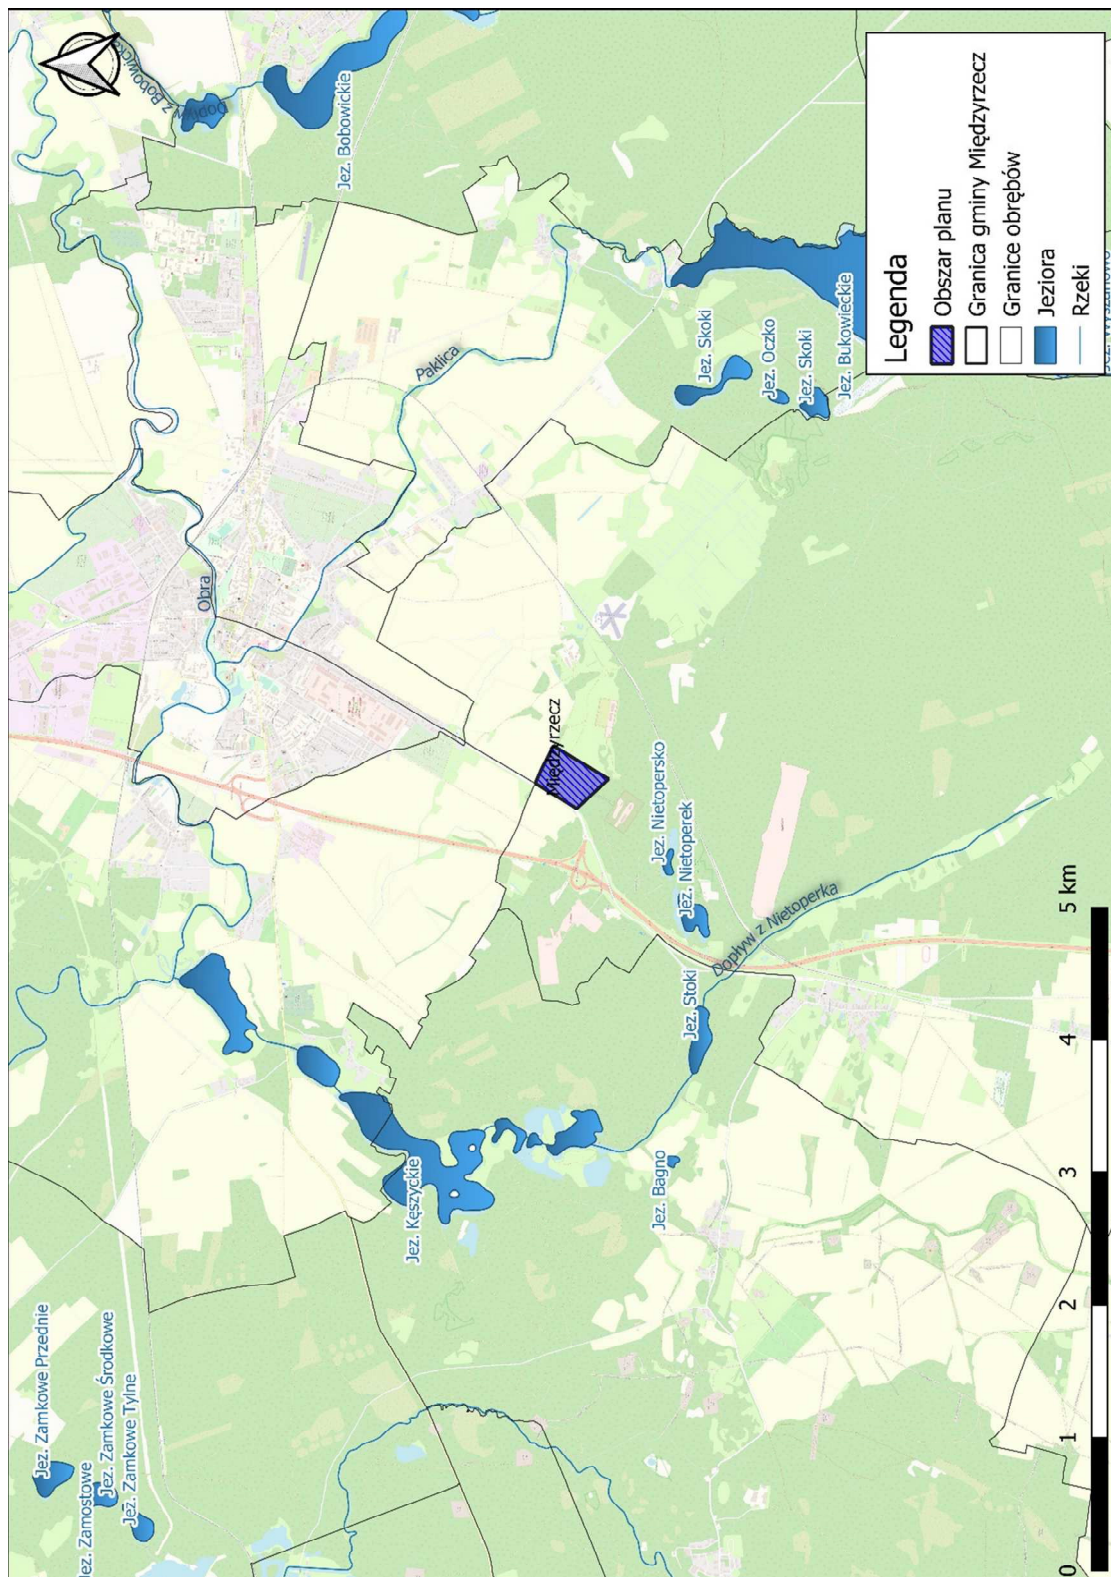 Jez. Zamkowe Przednie
Jez. Zamostowe
Jez. Zamkowe Środkowe
Jez. Zamkowe Tylne
Dopływ z Bobowicka
Obra
Jez. Bobowickie
Jez. Kęszyckie
Paklica
Międzyrzecz
Jez. Bagno
Jez. Nietopersko
Jez. Nietoperek
Jez. Stoki
Jez. Skoki
Jez. Oczko
Jez. Skoki
Jez. Bukowieckie
Dopływ z Nietoperka
Legenda
Obszar planu
Granica gminy Międzyrzecz
Granice obrębów
Jeziora
Rzeki
0 1 2 3 4 5 km